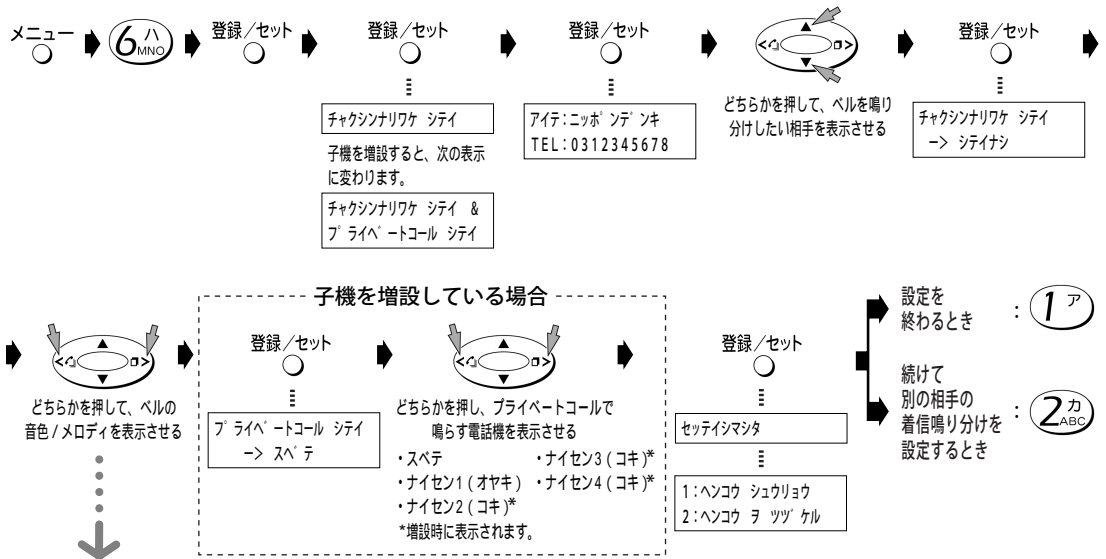 メニュー
6 ハ
MNO
登録/セット
登録/セット
チャクシンナリワケ シテイ
子機を増設すると、次の表示
に変わります。
チャクシンナリワケ シテイ &
プライベートコール シテイ
登録/セット
アイテ:ニッポンデンキ
TEL:0312345678
どちらかを押して、ベルを鳴り
分けしたい相手を表示させる
登録/セット
チャクシンナリワケ シテイ
-> シテイナシ
どちらかを押して、ベルの
音色/メロディを表示させる
子機を増設している場合
登録/セット
プライベートコール シテイ
-> スベテ
どちらかを押し、プライベートコールで
鳴らす電話機を表示させる
・スベテ
・ナイセン1(オヤキ)
・ナイセン2(コキ)*
・ナイセン3(コキ)*
・ナイセン4(コキ)*
*増設時に表示されます。
登録/セット
セッテイシマシタ
1:ヘンコウ シュウリョウ
2:ヘンコウ ヲ ツヅケル
設定を
終わるとき
: 1 ア
続けて
別の相手の
着信鳴り分けを
設定するとき
: 2 カ
ABC